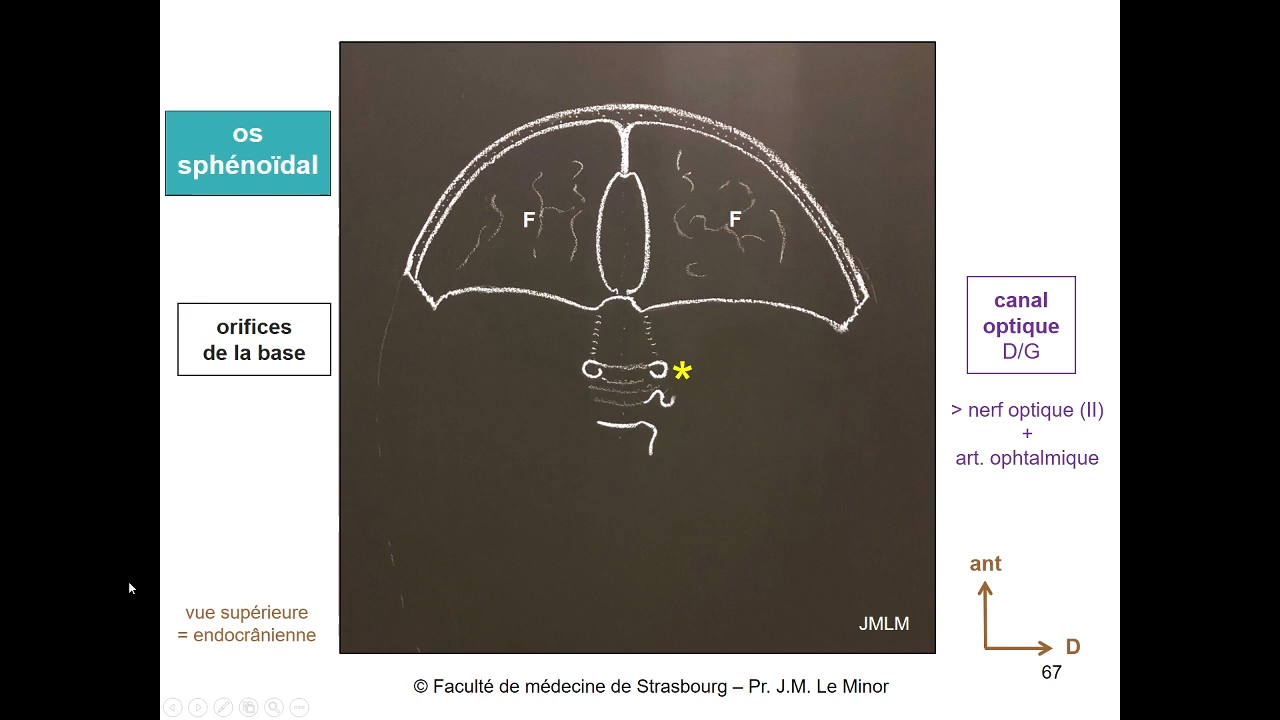 os
sphénoïdal
orifices
de la base
vue supérieure
= endocrânienne
F
F
*
JMLM
canal
optique
D/G
> nerf optique (II)
+
art. ophtalmique
ant
D
67
© Faculté de médecine de Strasbourg – Pr. J.M. Le Minor